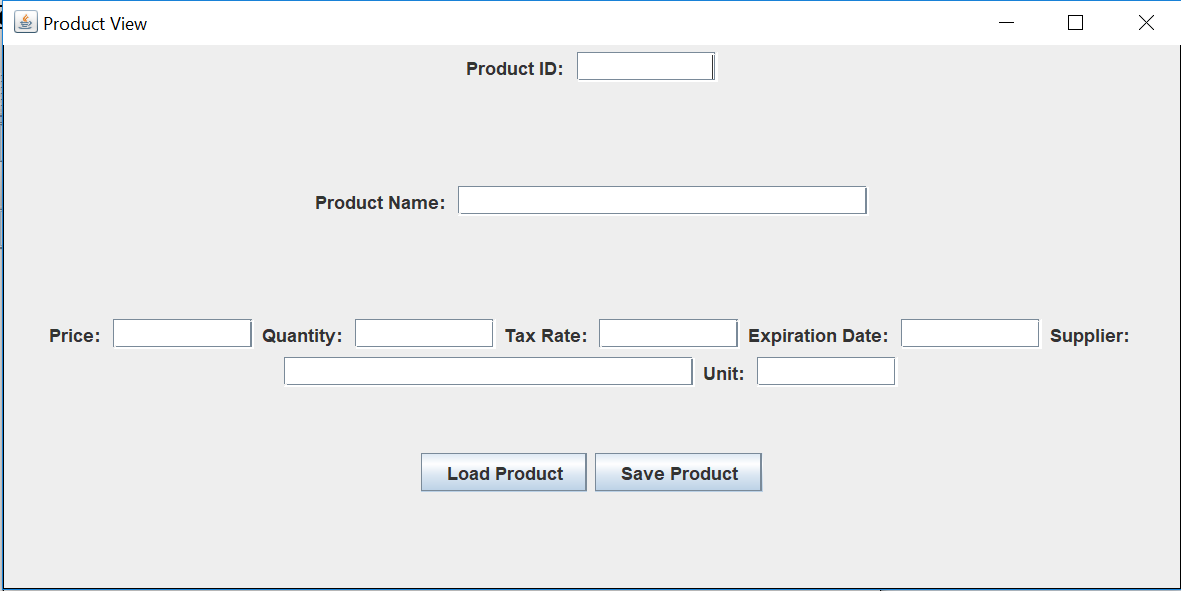 Product View
Product ID:
Product Name:
Price: Quantity: Tax Rate: Expiration Date: Supplier:
Unit:
Load Product Save Product